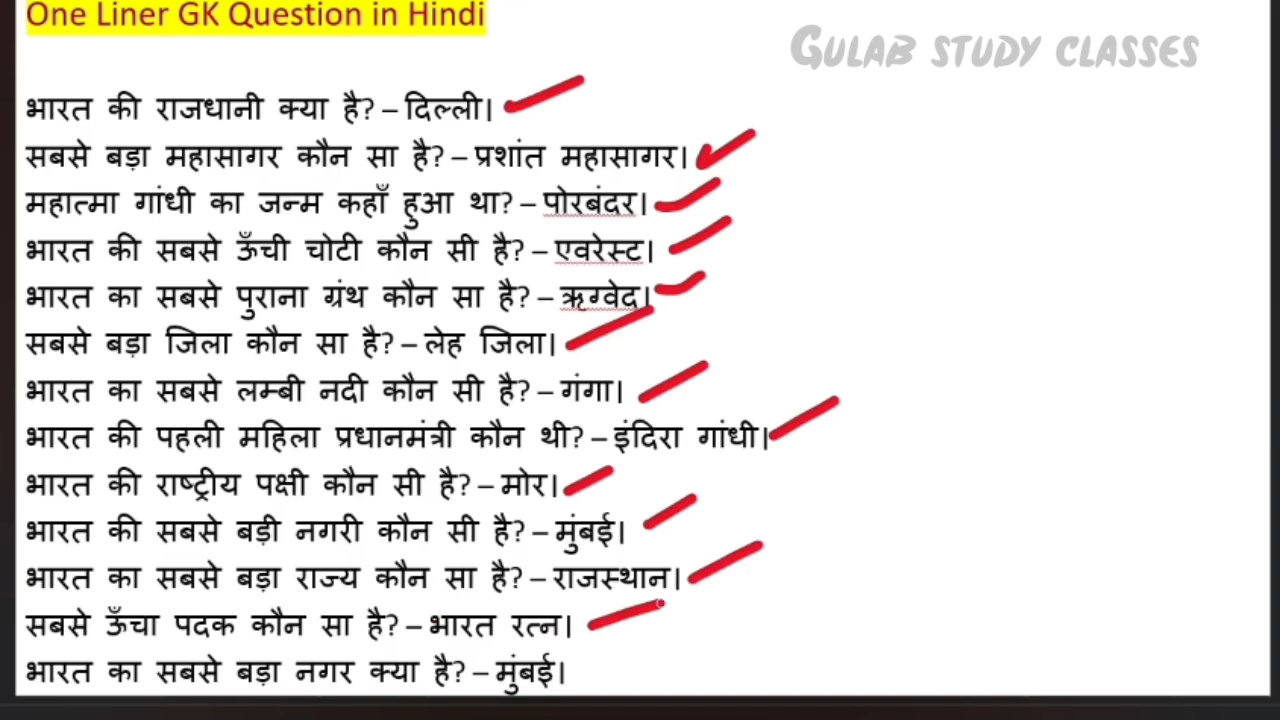 One Liner GK Question in Hindi
GULAB STUDY CLASSES
भारत की राजधानी क्या है? – दिल्ली।
सबसे बड़ा महासागर कौन सा है? – प्रशांत महासागर।
महात्मा गांधी का जन्म कहाँ हुआ था? – पोरबंदर।
भारत की सबसे ऊँची चोटी कौन सी है? – एवरेस्ट।
भारत का सबसे पुराना ग्रंथ कौन सा है? – ऋग्वेद।
सबसे बड़ा जिला कौन सा है? – लेह जिला।
भारत का सबसे लम्बी नदी कौन सी है? – गंगा।
भारत की पहली महिला प्रधानमंत्री कौन थी? – इंदिरा गांधी।
भारत की राष्ट्रीय पक्षी कौन सी है? – मोर।
भारत की सबसे बड़ी नगरी कौन सी है? – मुंबई।
भारत का सबसे बड़ा राज्य कौन सा है? – राजस्थान।
सबसे ऊँचा पदक कौन सा है? – भारत रत्न।
भारत का सबसे बड़ा नगर क्या है? – मुंबई।